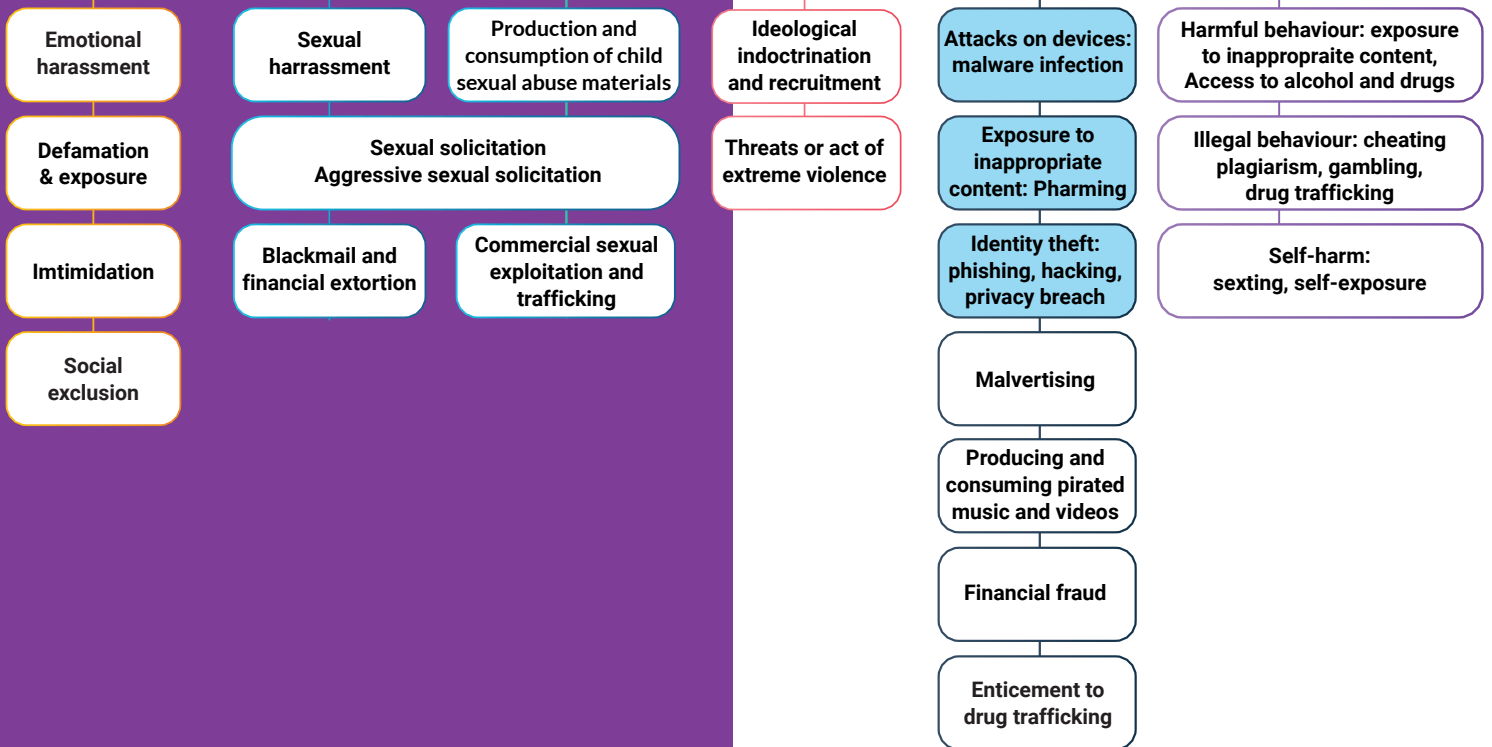 Emotional
harassment
Defamation
& exposure
Imtimidation
Social
exclusion
Sexual
harrassment
Production and
consumption of child
sexual abuse materials
Sexual solicitation
Aggressive sexual solicitation
Blackmail and
financial extortion
Commercial sexual
exploitation and
trafficking
Ideological
indoctrination
and recruitment
Threats or act of
extreme violence
Attacks on devices:
malware infection
Exposure to
inappropriate
content: Pharming
Identity theft:
phishing, hacking,
privacy breach
Malvertising
Producing and
consuming pirated
music and videos
Financial fraud
Enticement to
drug trafficking
Harmful behaviour: exposure
to inappropraite content,
Access to alcohol and drugs
Illegal behaviour: cheating
plagiarism, gambling,
drug trafficking
Self-harm:
sexting, self-exposure